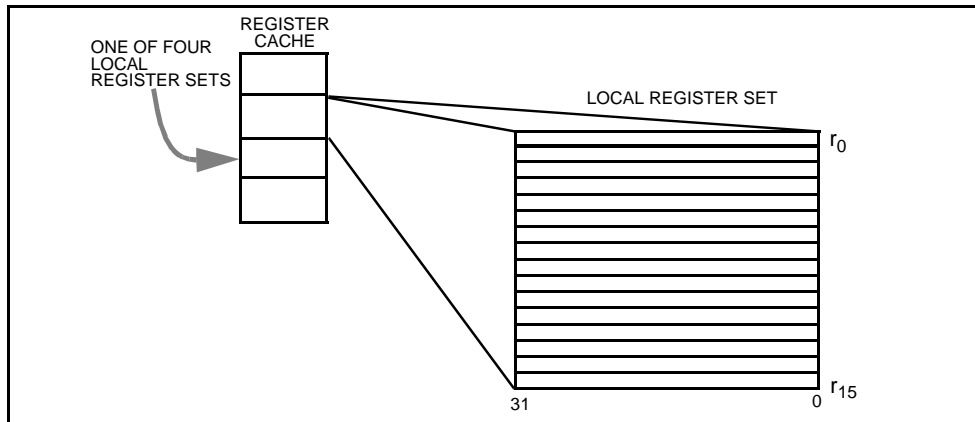 REGISTER
CACHE
ONE OF FOUR
LOCAL
REGISTER SETS
LOCAL REGISTER SET
r0
r15
31
0